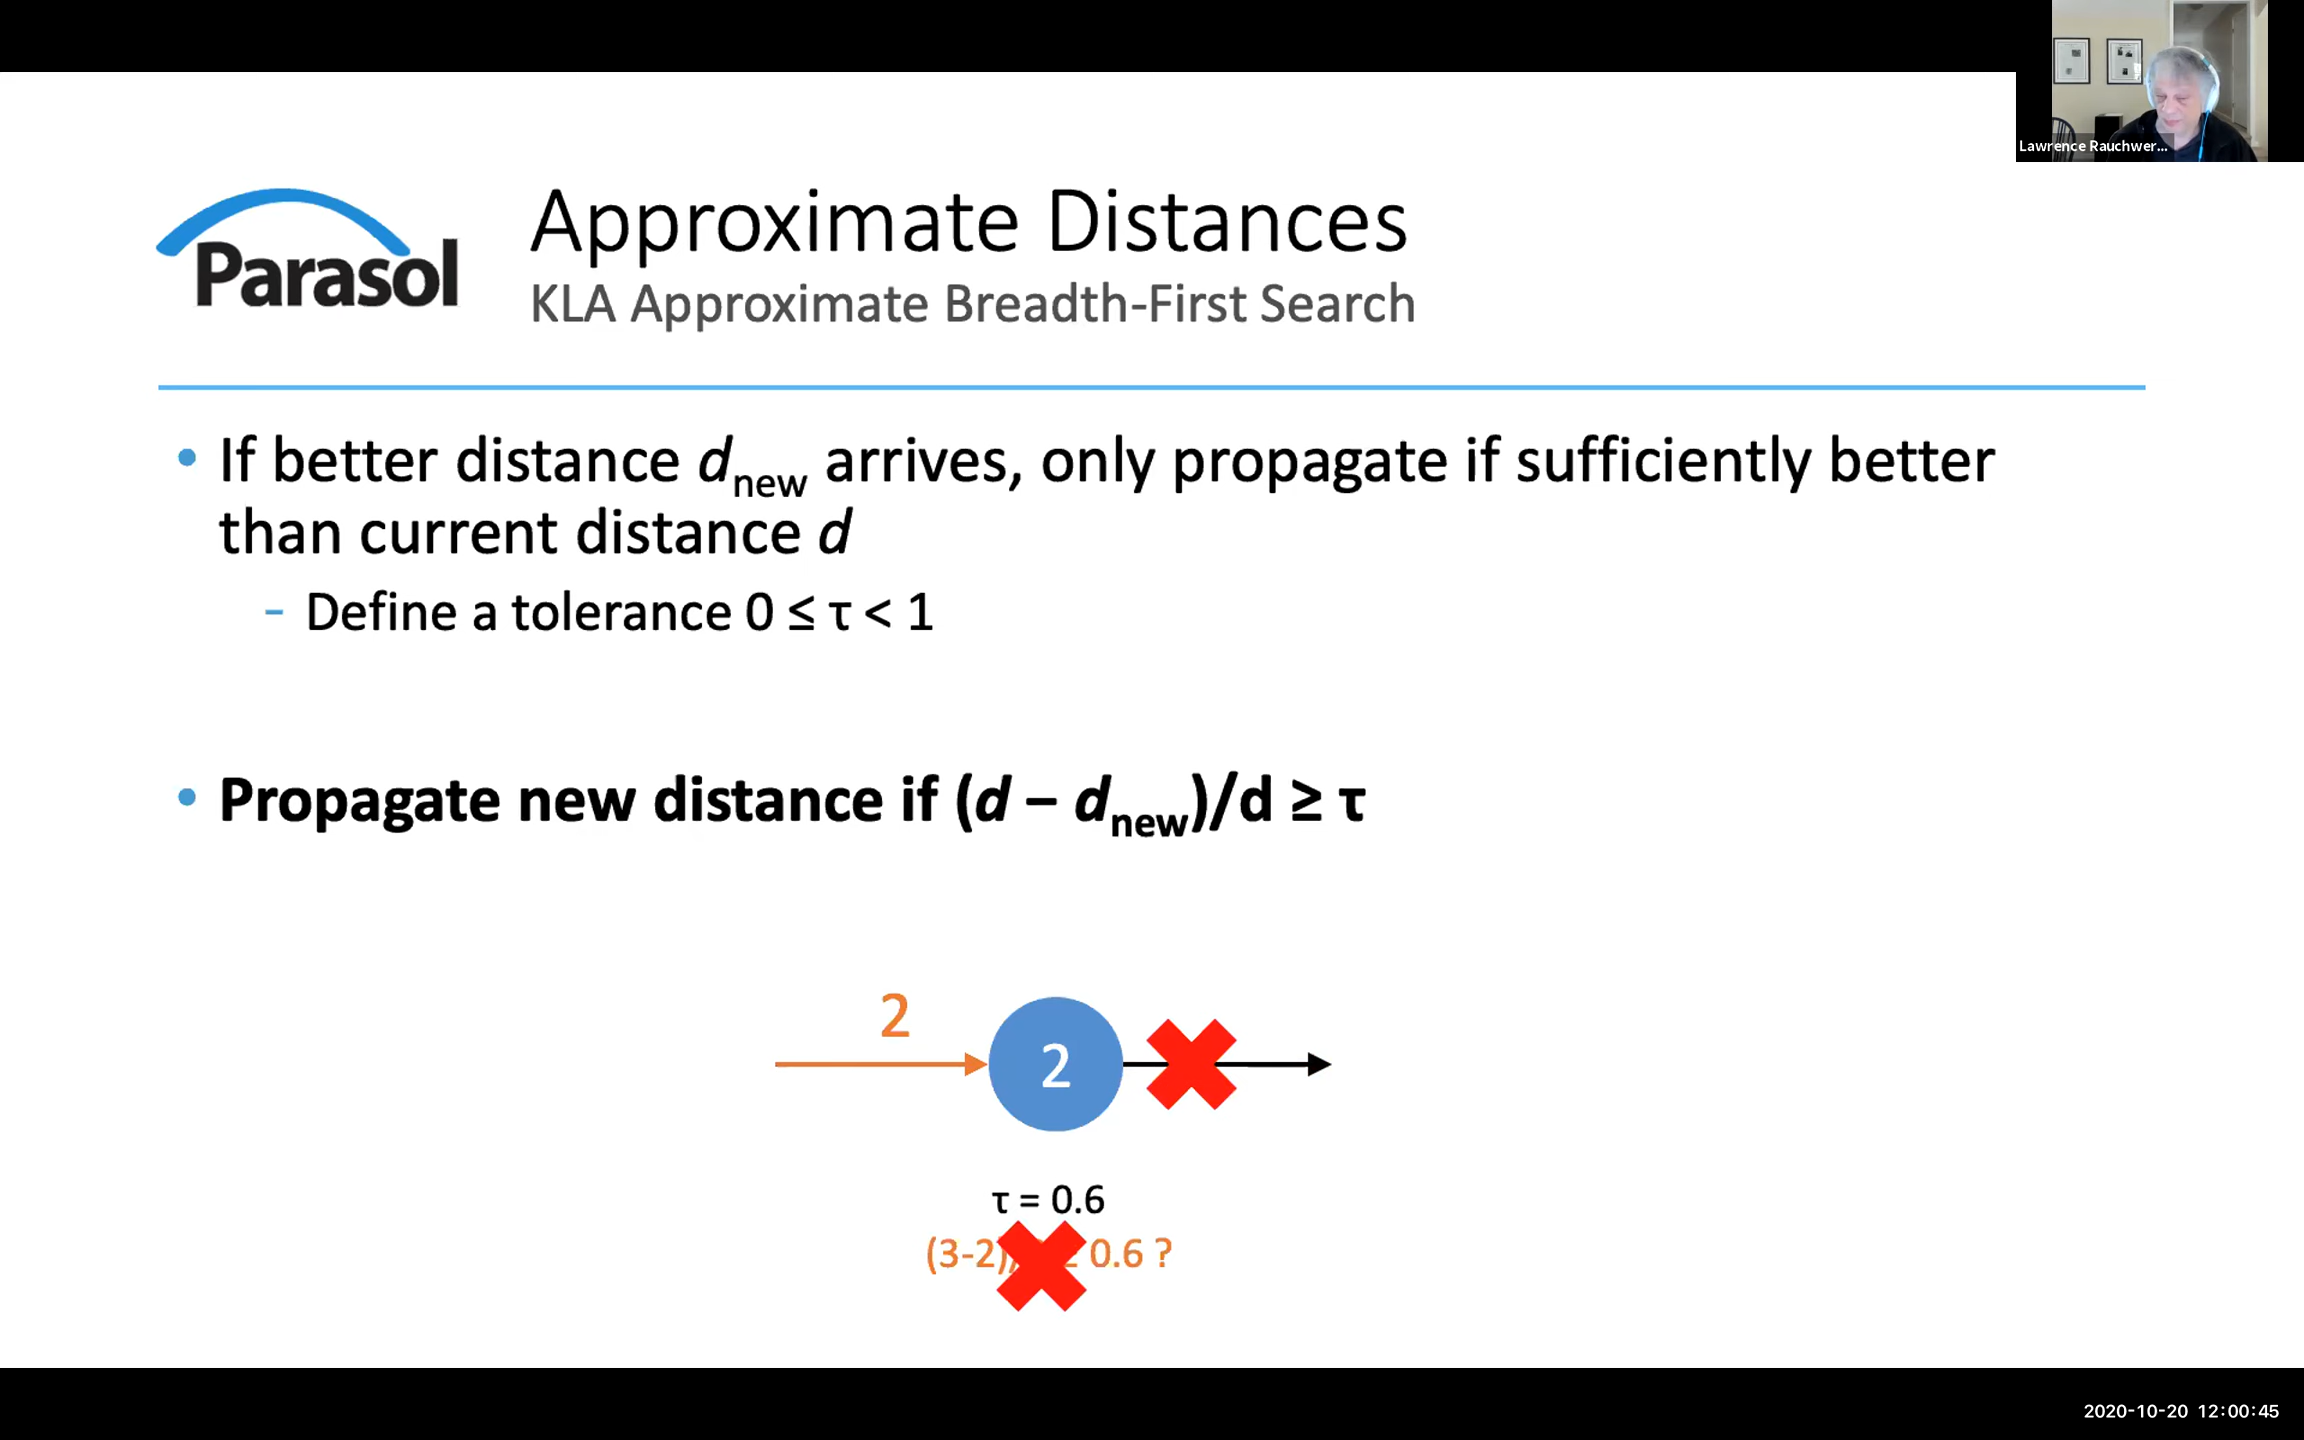 Lawrence Rauchwer...
Parasol
Approximate Distances
KLA Approximate Breadth-First Search
• If better distance dnew arrives, only propagate if sufficiently better
than current distance d
- Define a tolerance 0 ≤ τ < 1
• Propagate new distance if (d – dnew)/d ≥ τ
2
2
τ = 0.6
(3-2) 0.6 ?
2020-10-20 12:00:45